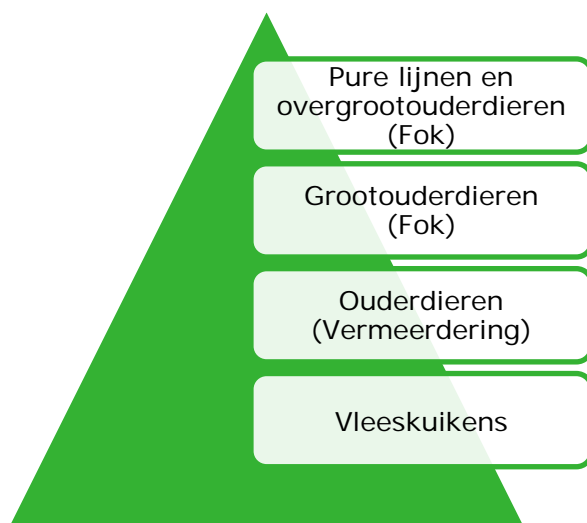 Pure lijnen en
overgrootouderdieren
(Fok)
Grootouderdieren
(Fok)
Ouderdieren
(Vermeerdering)
Vleeskuikens